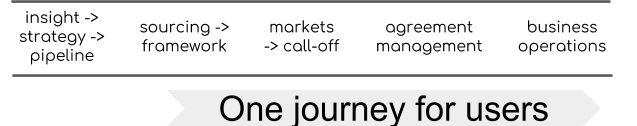 insight ->
strategy ->
pipeline
sourcing ->
framework
markets
-> call-off
agreement
management
business
operations
One journey for users